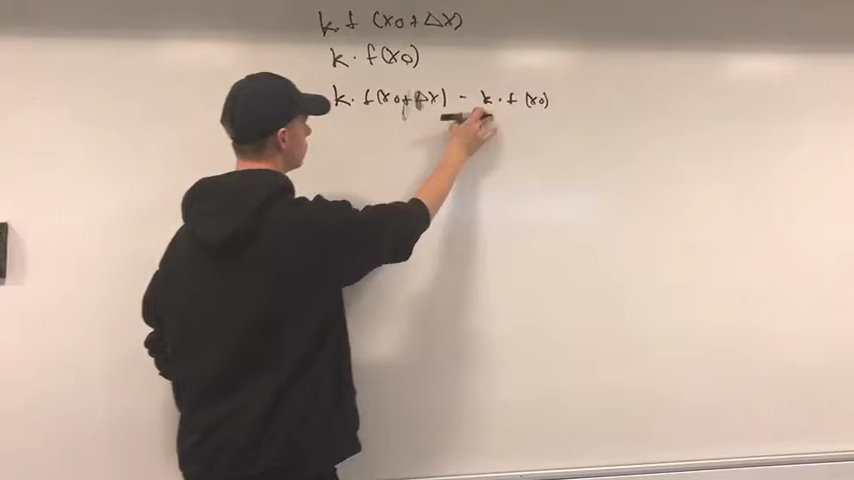 k. f (x0 + Δx)
k · f(x0)
k · f(x0+Δx) - k · f (x0)